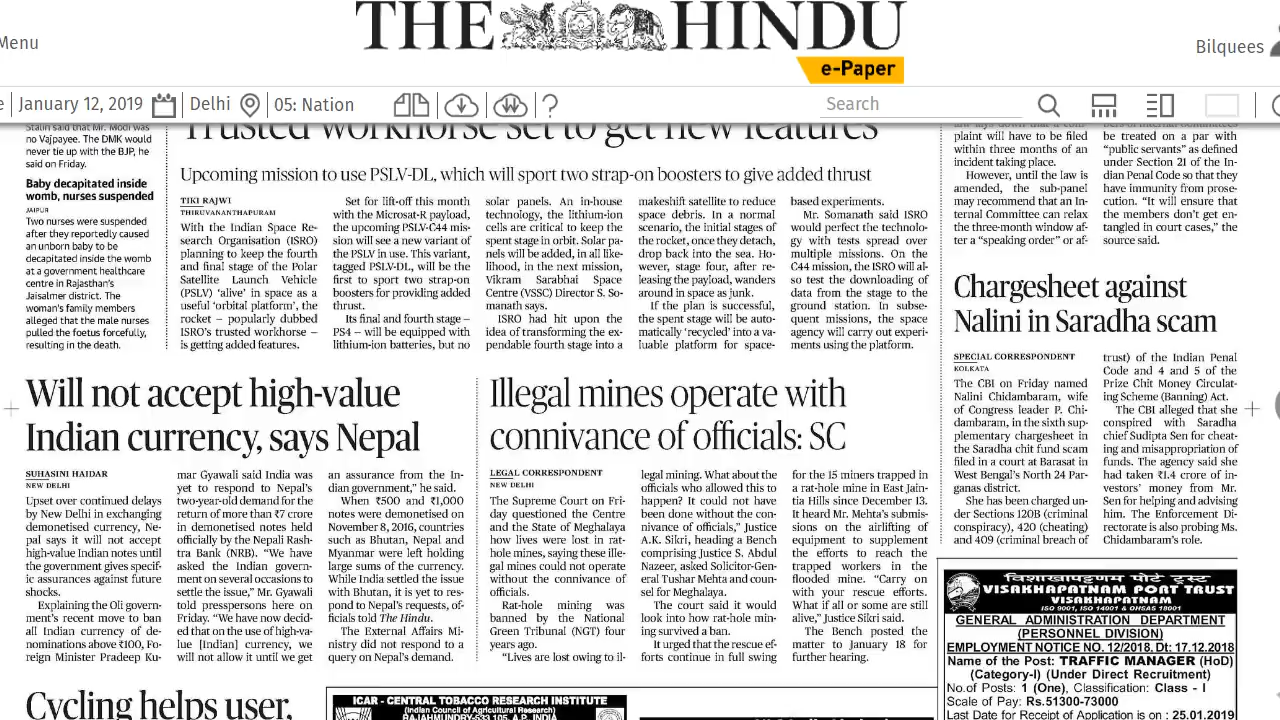 THE HINDU
e-Paper
Menu
Bilquees
January 12, 2019
Delhi
05: Nation
Search
Stalin said that Mr. Modi was
no Vajpayee. The DMK would
never tie up with the BJP, he
said on Friday.
Baby decapitated inside
womb, nurses suspended
JAIPUR
Two nurses were suspended
after they reportedly caused
an unborn baby to be
decapitated inside the womb
at a government healthcare
centre in Rajasthan's
Jaisalmer district. The
woman's family members
alleged that the male nurses
pulled the foetus forcefully,
resulting in the death.
Trusted workhorse set to get new features
Upcoming mission to use PSLV-DL, which will sport two strap-on boosters to give added thrust
TIKI RAJWI
THIRUVANANTHAPURAM
With the Indian Space Re-
search Organisation (ISRO)
planning to keep the fourth
and final stage of the Polar
Satellite Launch Vehicle
(PSLV) 'alive' in space as a
useful 'orbital platform', the
rocket – popularly dubbed
ISRO's trusted workhorse –
is getting added features.
Set for lift-off this month
with the Microsat-R payload,
the upcoming PSLV-C44 mis-
sion will see a new variant of
the PSLV in use. This variant,
tagged PSLV-DL, will be the
first to sport two strap-on
boosters for providing added
thrust.
Its final and fourth stage –
PS4 – will be equipped with
lithium-ion batteries, but no
solar panels. An in-house
technology, the lithium-ion
cells are critical to keep the
spent stage in orbit. Solar pa-
nels will be added, in all like-
lihood, in the next mission,
Vikram Sarabhai Space
Centre (VSSC) Director S. So-
manath says.
ISRO had hit upon the
idea of transforming the ex-
pendable fourth stage into a
makeshift satellite to reduce
space debris. In a normal
scenario, the initial stages of
the rocket, once they detach,
drop back into the sea. Ho-
wever, stage four, after re-
leasing the payload, wanders
around in space as junk.
If the plan is successful,
the spent stage will be auto-
matically 'recycled' into a va-
luable platform for space-
based experiments.
Mr. Somanath said ISRO
would perfect the technolo-
gy with tests spread over
multiple missions. On the
C44 mission, the ISRO will al-
so test the downloading of
data from the stage to the
ground station. In subse-
quent missions, the space
agency will carry out experi-
ments using the platform.
plaint will have to be filed
within three months of an
incident taking place.
However, until the law is
amended, the sub-panel
may recommend that an In-
ternal Committee can relax
the three-month window af-
ter a "speaking order" or af-
be treated on a par with
"public servants" as defined
under Section 21 of the In-
dian Penal Code so that they
have immunity from prose-
cution. "It will ensure that
the members don't get en-
tangled in court cases," the
source said.
Will not accept high-value
Indian currency, says Nepal
SUHASINI HAIDAR
NEW DELHI
Upset over continued delays
by New Delhi in exchanging
demonetised currency, Ne-
pal says it will not accept
high-value Indian notes until
the government gives specif-
ic assurances against future
shocks.
Explaining the Oli govern-
ment's recent move to ban
all Indian currency of de-
nominations above ₹100, Fo-
reign Minister Pradeep Ku-
mar Gyawali said India was
yet to respond to Nepal's
two-year-old demand for the
return of more than ₹7 crore
in demonetised notes held
officially by the Nepali Rash-
tra Bank (NRB). "We have
asked the Indian govern-
ment on several occasions to
settle the issue," Mr. Gyawali
told presspersons here on
Friday. "We have now decid-
ed that on the use of high-va-
lue [Indian] currency, we
will not allow it until we get
an assurance from the In-
dian government," he said.
When ₹500 and ₹1,000
notes were demonetised on
November 8, 2016, countries
such as Bhutan, Nepal and
Myanmar were left holding
large sums of the currency.
While India settled the issue
with Bhutan, it is yet to res-
pond to Nepal's requests, of-
ficials told The Hindu.
The External Affairs Mi-
nistry did not respond to a
query on Nepal's demand.
Illegal mines operate with
connivance of officials: SC
LEGAL CORRESPONDENT
NEW DELHI
The Supreme Court on Fri-
day questioned the Centre
and the State of Meghalaya
how lives were lost in rat-
hole mines, saying these ille-
gal mines could not operate
without the connivance of
officials.
Rat-hole mining was
banned by the National
Green Tribunal (NGT) four
years ago.
"Lives are lost owing to il-
legal mining. What about the
officials who allowed this to
happen? It could not have
been done without the con-
nivance of officials," Justice
A.K. Sikri, heading a Bench
comprising Justice S. Abdul
Nazeer, asked Solicitor-Gen-
eral Tushar Mehta and coun-
sel for Meghalaya.
The court said it would
look into how rat-hole min-
ing survived a ban.
It urged that the rescue ef-
forts continue in full swing
for the 15 miners trapped in
a rat-hole mine in East Jain-
tia Hills since December 13.
It heard Mr. Mehta's submis-
sions on the airlifting of
equipment to supplement
the efforts to reach the
trapped workers in the
flooded mine. "Carry on
with your rescue efforts.
What if all or some are still
alive," Justice Sikri said.
The Bench posted the
matter to January 18 for
further hearing.
Chargesheet against
Nalini in Saradha scam
SPECIAL CORRESPONDENT
KOLKATA
The CBI on Friday named
Nalini Chidambaram, wife
of Congress leader P. Chi-
dambaram, in the sixth sup-
plementary chargesheet in
the Saradha chit fund scam
filed in a court at Barasat in
West Bengal's North 24 Par-
ganas district.
She has been charged un-
der Sections 120B (criminal
conspiracy), 420 (cheating)
and 409 (criminal breach of
trust) of the Indian Penal
Code and 4 and 5 of the
Prize Chit Money Circulat-
ing Scheme (Banning) Act.
The CBI alleged that she
conspired with Saradha
chief Sudipta Sen for cheat-
ing and misappropriation of
funds. The agency said she
had taken ₹1.4 crore of in-
vestors' money from Mr.
Sen for helping and advising
him. The Enforcement Di-
rectorate is also probing Ms.
Chidambaram's role.
विशाखापट्टणम पोर्ट ट्रस्ट
VISAKHAPATNAM PORT TRUST
VISAKHAPATNAM
ISO 9001, ISO 14001 & OHSAS 18001
GENERAL ADMINISTRATION DEPARTMENT
(PERSONNEL DIVISION)
EMPLOYMENT NOTICE NO. 12/2018, Dt: 17.12.2018
Name of the Post: TRAFFIC MANAGER (HoD)
(Category-I) (Under Direct Recruitment)
No.of Posts: 1 (One), Classification: Class - I
Scale of Pay: Rs.51300-73000
Last Date for Receipt of Application is on : 25.01.2019
Cycling helps user,
ICAR - CENTRAL TOBACCO RESEARCH INSTITUTE
(Indian Council of Agricultural Research)
RAJAHMUNDRY-533 105, A.P. INDIA